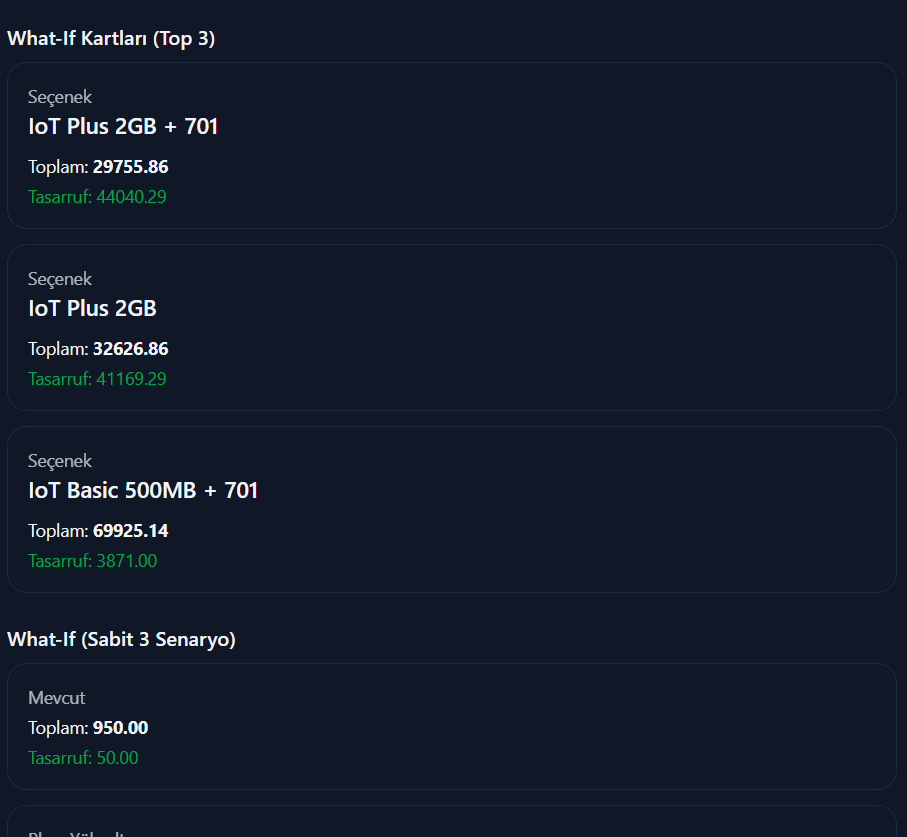 What-If Kartları (Top 3)
Seçenek
IoT Plus 2GB + 701
Toplam: 29755.86
Tasarruf: 44040.29
Seçenek
IoT Plus 2GB
Toplam: 32626.86
Tasarruf: 41169.29
Seçenek
IoT Basic 500MB + 701
Toplam: 69925.14
Tasarruf: 3871.00
What-If (Sabit 3 Senaryo)
Mevcut
Toplam: 950.00
Tasarruf: 50.00